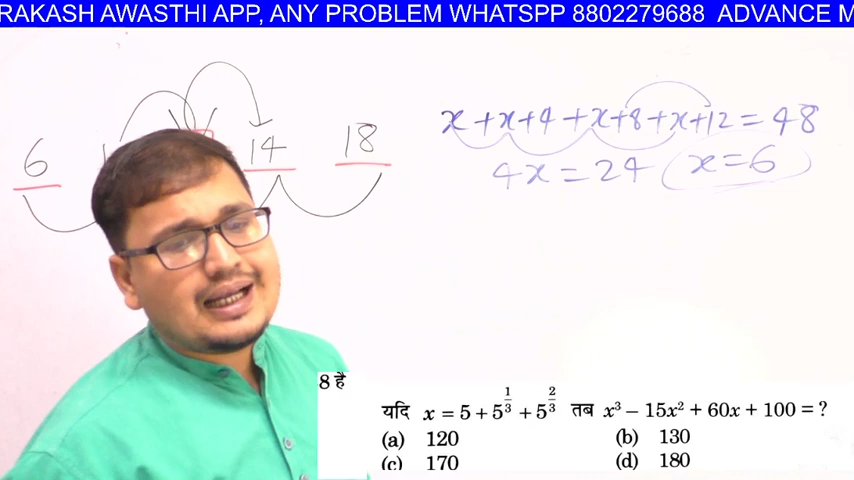 RAKASH AWASTHI APP, ANY PROBLEM WHATSPP 8802279688 ADVANCE M
6 14 18
x + x + 4 + x + 8 + x + 12 = 48
4x = 24 x = 6
8 है
यदि x = 5 + 5^{1/3} + 5^{2/3} तब x³ − 15x² + 60x + 100 = ?
(a) 120 (b) 130
(c) 170 (d) 180